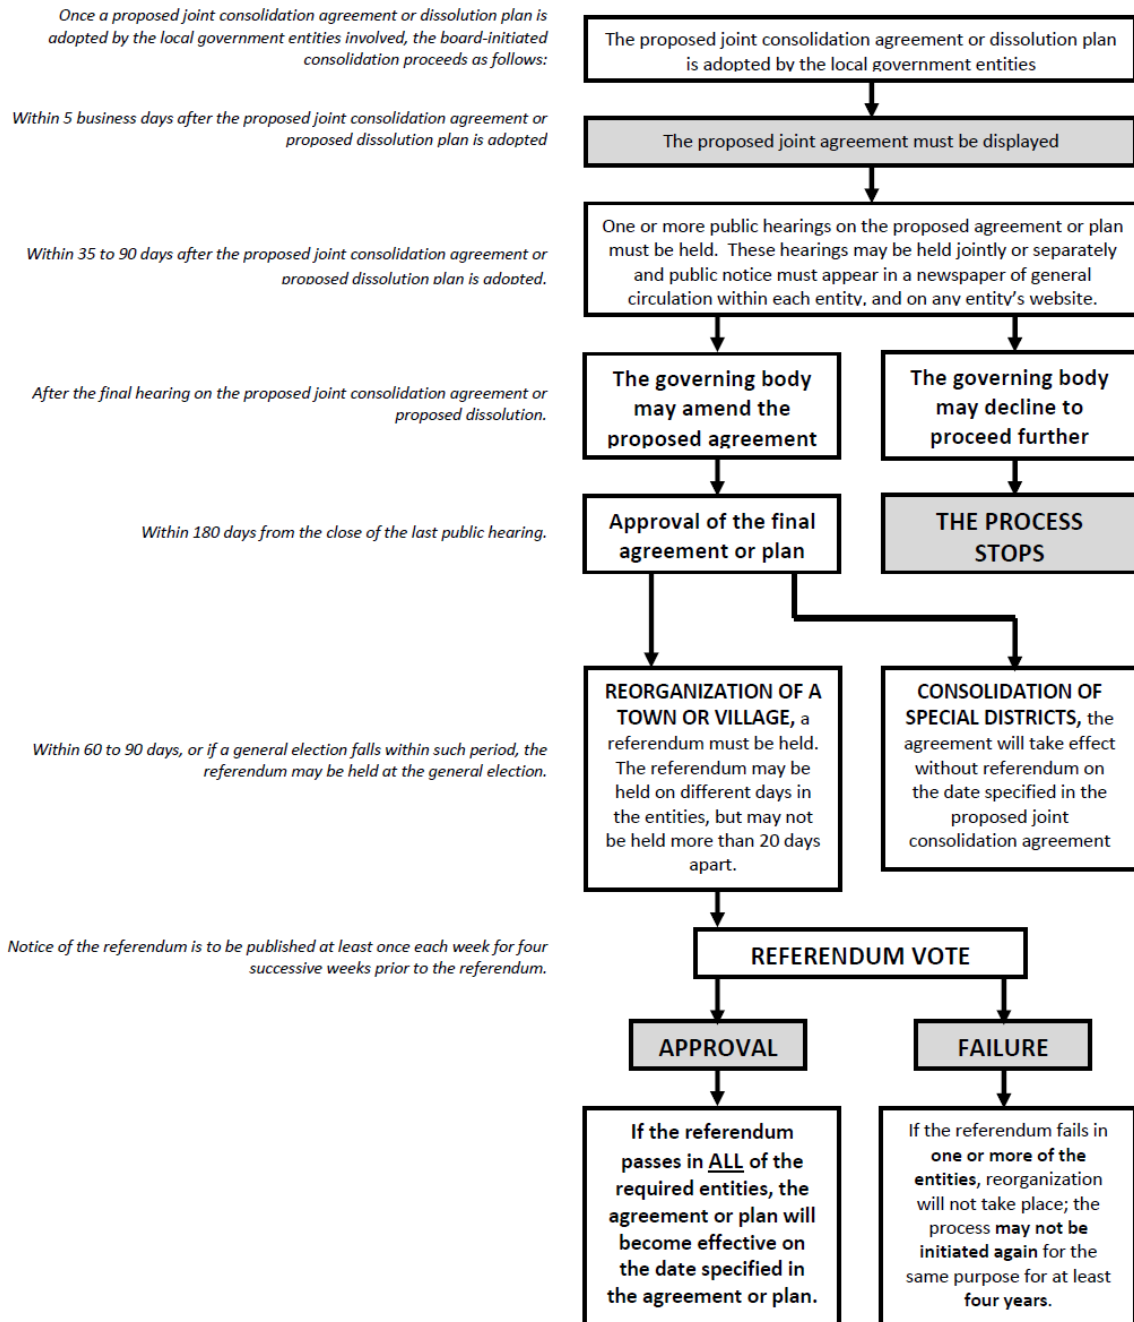 Once a proposed joint consolidation agreement or dissolution plan is
adopted by the local government entities involved, the board-initiated
consolidation proceeds as follows:
The proposed joint consolidation agreement or dissolution plan
is adopted by the local government entities
Within 5 business days after the proposed joint consolidation agreement or
proposed dissolution plan is adopted
The proposed joint agreement must be displayed
Within 35 to 90 days after the proposed joint consolidation agreement or
proposed dissolution plan is adopted.
One or more public hearings on the proposed agreement or plan
must be held. These hearings may be held jointly or separately
and public notice must appear in a newspaper of general
circulation within each entity, and on any entity's website.
After the final hearing on the proposed joint consolidation agreement or
proposed dissolution.
The governing body
may amend the
proposed agreement
The governing body
may decline to
proceed further
Within 180 days from the close of the last public hearing.
Approval of the final
agreement or plan
THE PROCESS
STOPS
Within 60 to 90 days, or if a general election falls within such period, the
referendum may be held at the general election.
REORGANIZATION OF A
TOWN OR VILLAGE, a
referendum must be held.
The referendum may be
held on different days in
the entities, but may not
be held more than 20 days
apart.
CONSOLIDATION OF
SPECIAL DISTRICTS, the
agreement will take effect
without referendum on
the date specified in the
proposed joint
consolidation agreement
Notice of the referendum is to be published at least once each week for four
successive weeks prior to the referendum.
REFERENDUM VOTE
APPROVAL
FAILURE
If the referendum
passes in ALL of the
required entities, the
agreement or plan will
become effective on
the date specified in
the agreement or plan.
If the referendum fails in
one or more of the
entities, reorganization
will not take place; the
process may not be
initiated again for the
same purpose for at least
four years.